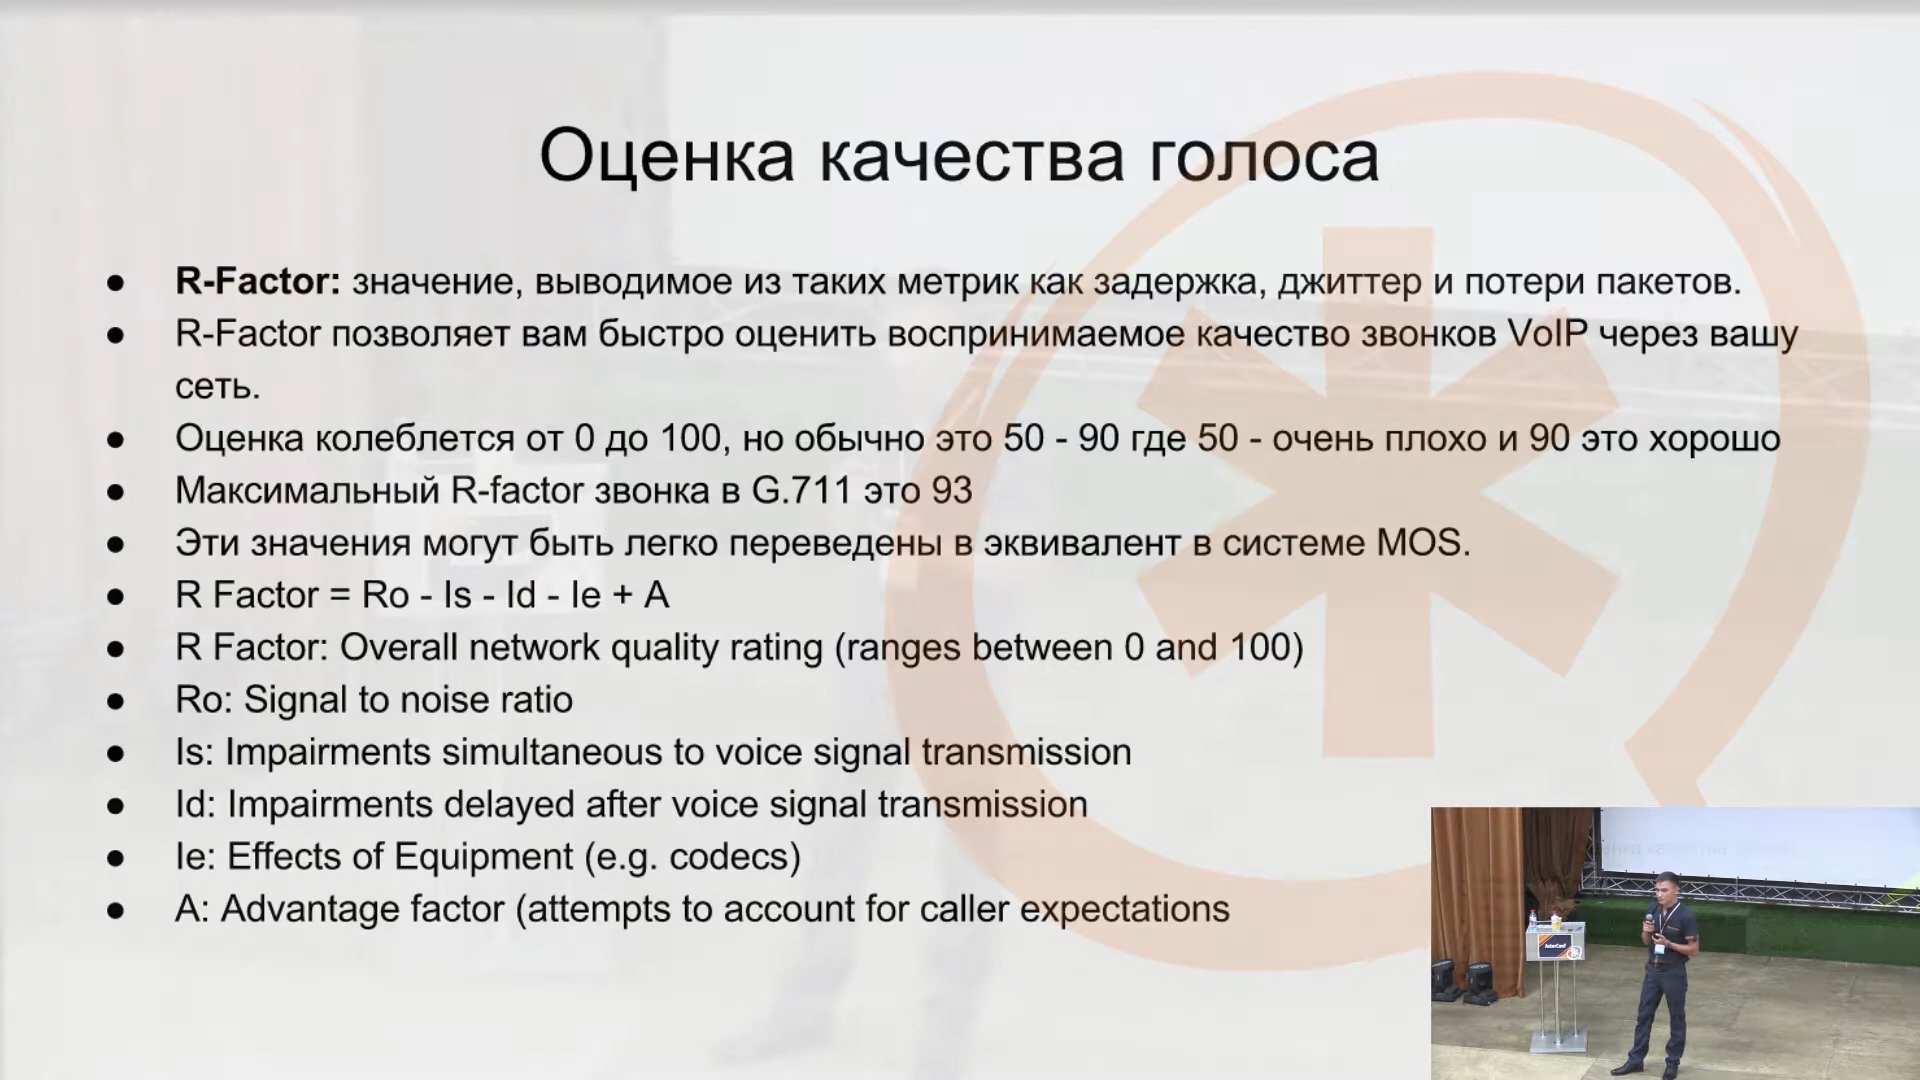 Оценка качества голоса
● R-Factor: значение, выводимое из таких метрик как задержка, джиттер и потери пакетов.
● R-Factor позволяет вам быстро оценить воспринимаемое качество звонков VoIP через вашу
сеть.
● Оценка колеблется от 0 до 100, но обычно это 50 - 90 где 50 - очень плохо и 90 это хорошо
● Максимальный R-factor звонка в G.711 это 93
● Эти значения могут быть легко переведены в эквивалент в системе MOS.
● R Factor = Ro - Is - Id - Ie + A
● R Factor: Overall network quality rating (ranges between 0 and 100)
● Ro: Signal to noise ratio
● Is: Impairments simultaneous to voice signal transmission
● Id: Impairments delayed after voice signal transmission
● Ie: Effects of Equipment (e.g. codecs)
● A: Advantage factor (attempts to account for caller expectations
AsterConf